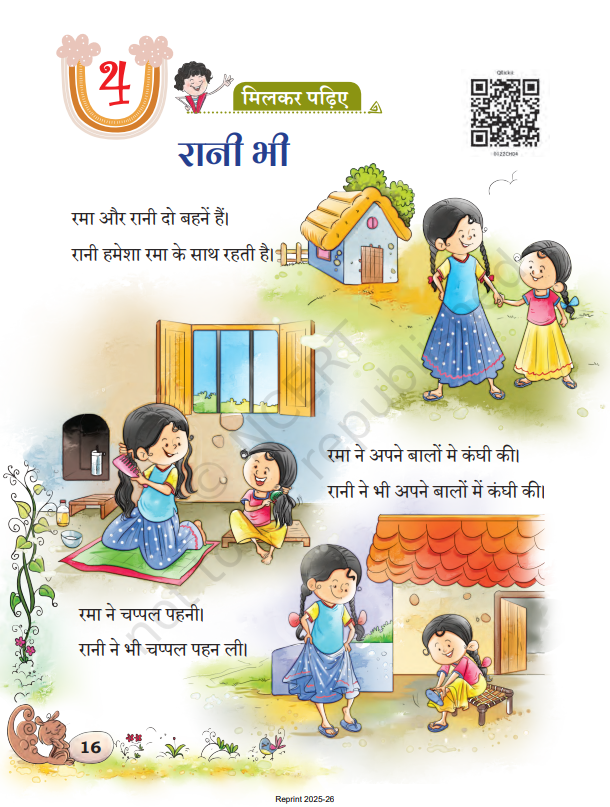 4
मिलकर पढ़िए
रानी भी
रमा और रानी दो बहनें हैं।
रानी हमेशा रमा के साथ रहती है।
रमा ने अपने बालों मे कंघी की।
रानी ने भी अपने बालों में कंघी की।
रमा ने चप्पल पहनी।
रानी ने भी चप्पल पहन ली।
16
Reprint 2025-26